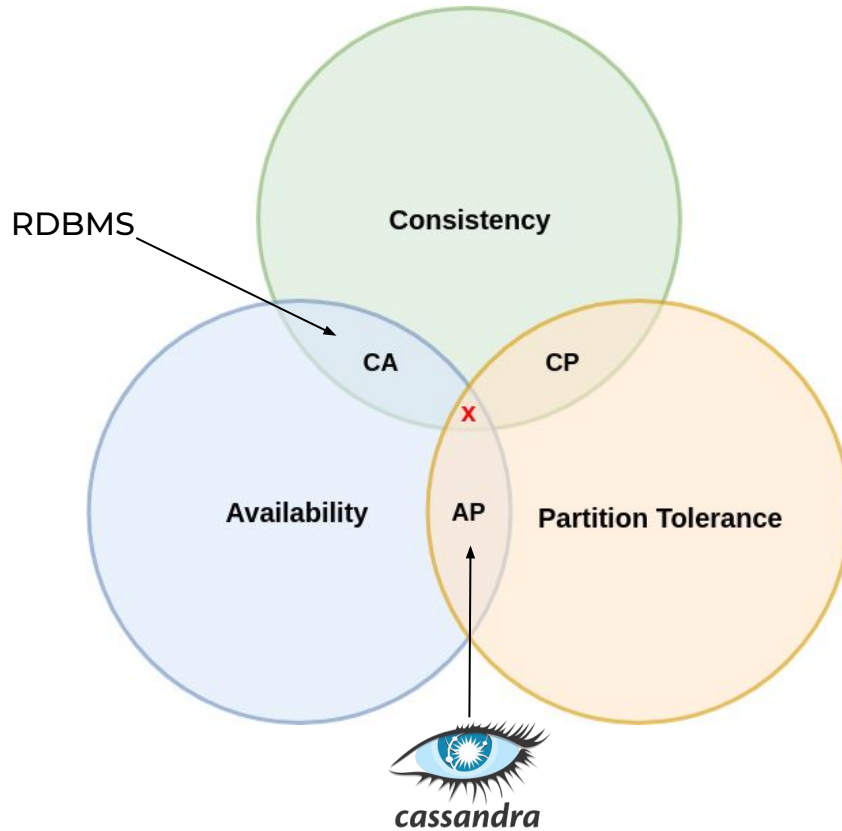 Consistency
RDBMS
CA
CP
x
Availability
AP
Partition Tolerance
cassandra